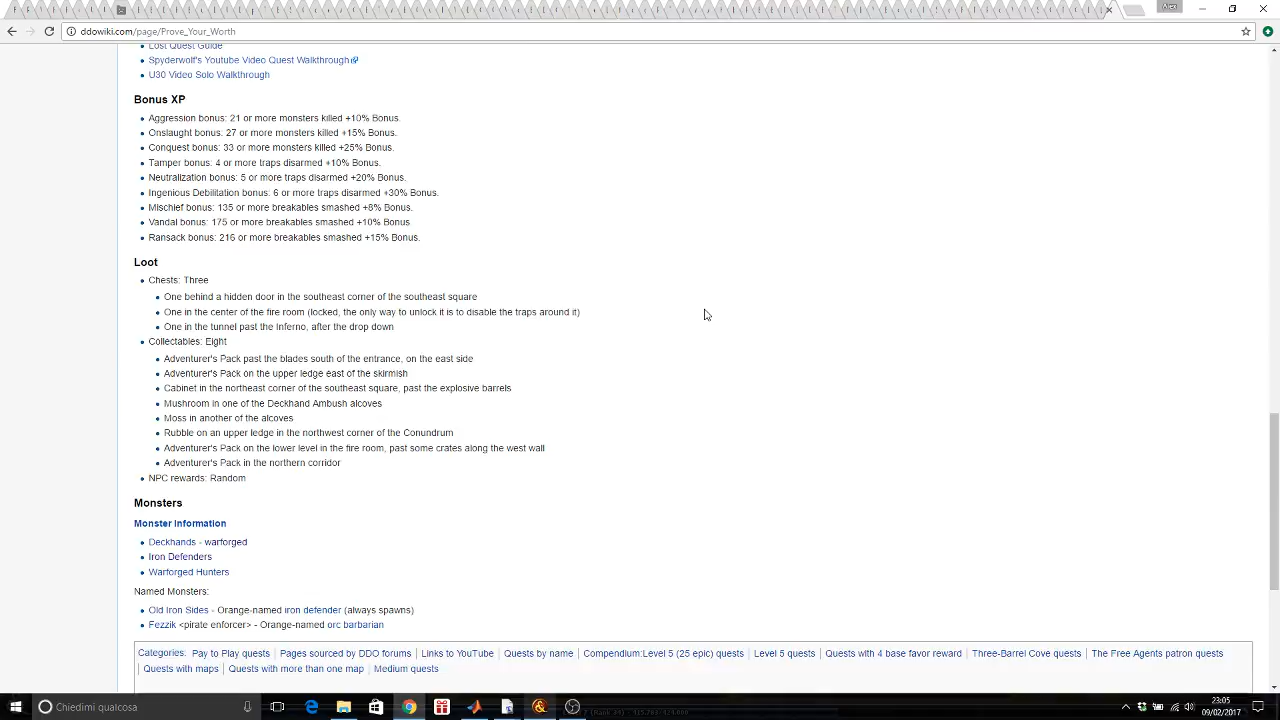 Alex
ddowiki.com/page/Prove_Your_Worth
Lost Quest Guide
Spyderwolf's Youtube Video Quest Walkthrough
U30 Video Solo Walkthrough
Bonus XP
Aggression bonus: 21 or more monsters killed +10% Bonus.
Onslaught bonus: 27 or more monsters killed +15% Bonus.
Conquest bonus: 33 or more monsters killed +25% Bonus.
Tamper bonus: 4 or more traps disarmed +10% Bonus.
Neutralization bonus: 5 or more traps disarmed +20% Bonus.
Ingenious Debilitation bonus: 6 or more traps disarmed +30% Bonus.
Mischief bonus: 135 or more breakables smashed +8% Bonus.
Vandal bonus: 175 or more breakables smashed +10% Bonus
Ransack bonus: 216 or more breakables smashed +15% Bonus.
Loot
Chests: Three
One behind a hidden door in the southeast corner of the southeast square
One in the center of the fire room (locked, the only way to unlock it is to disable the traps around it)
One in the tunnel past the Inferno, after the drop down
Collectables: Eight
Adventurer's Pack past the blades south of the entrance, on the east side
Adventurer's Pack on the upper ledge east of the skirmish
Cabinet in the northeast corner of the southeast square, past the explosive barrels
Mushroom in one of the Deckhand Ambush alcoves
Moss in another of the alcoves
Rubble on an upper ledge in the northwest corner of the Conundrum
Adventurer's Pack on the lower level in the fire room, past some crates along the west wall
Adventurer's Pack in the northern corridor
NPC rewards: Random
Monsters
Monster Information
Deckhands - warforged
Iron Defenders
Warforged Hunters
Named Monsters:
Old Iron Sides - Orange-named iron defender (always spawns)
Fezzik <pirate enforcer> - Orange-named orc barbarian
Categories: Pay to Play quests | Pages sourced by DDO forums | Links to YouTube | Quests by name | Compendium:Level 5 (25 epic) quests | Level 5 quests | Quests with 4 base favor reward | Three-Barrel Cove quests | The Free Agents patron quests
| Quests with maps | Quests with more than one map | Medium quests
Chiedimi qualcosa
23:05
09/02/2017